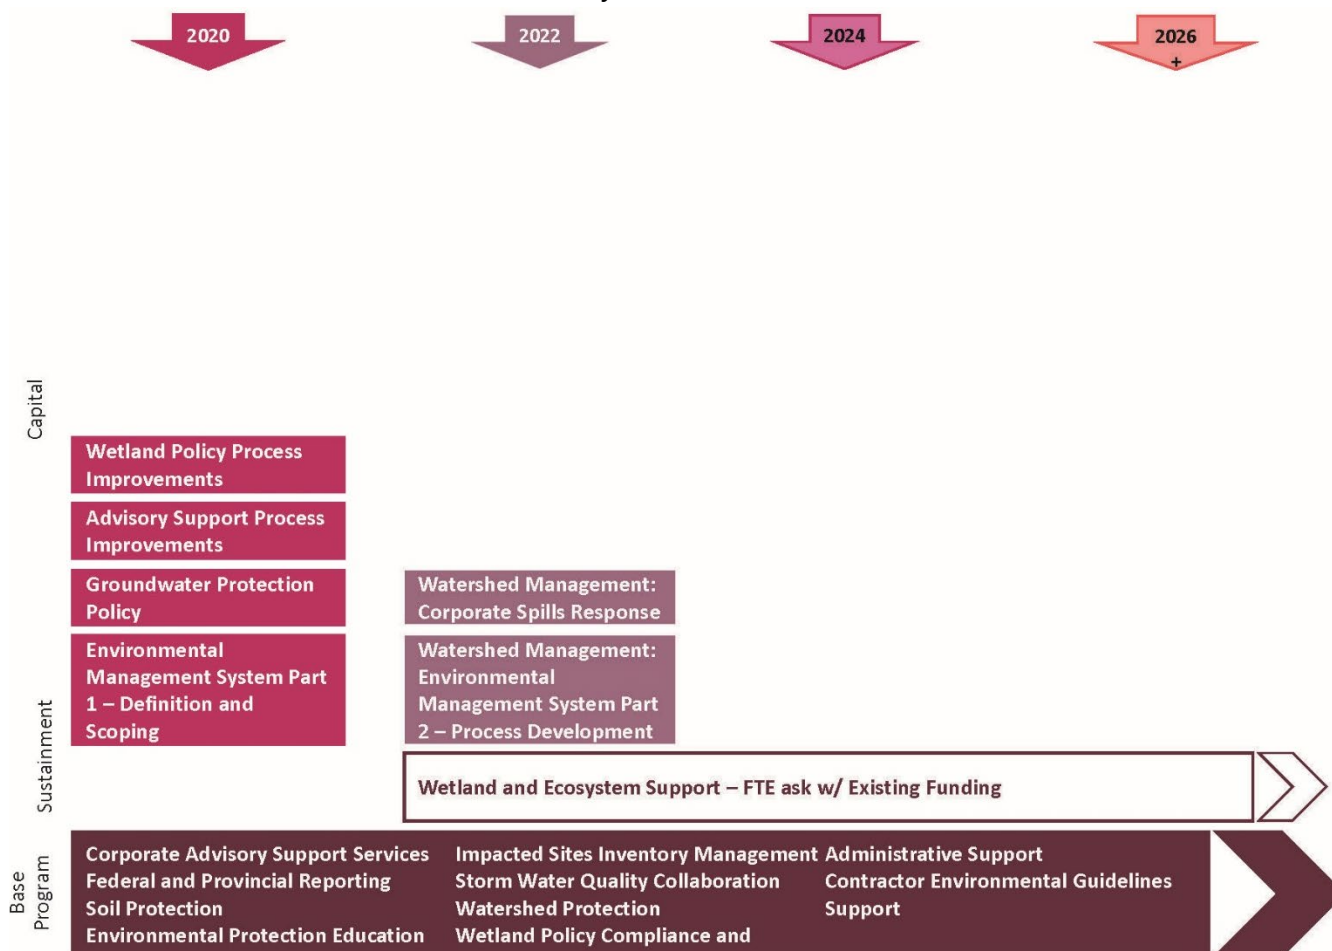 2020
2022
2024
2026
+
Capital
Wetland Policy Process
Improvements
Advisory Support Process
Improvements
Groundwater Protection
Policy
Watershed Management:
Corporate Spills Response
Environmental
Management System Part
1 – Definition and
Scoping
Watershed Management:
Environmental
Management System Part
2 – Process Development
Sustainment
Wetland and Ecosystem Support – FTE ask w/ Existing Funding
Base
Program
Corporate Advisory Support Services
Federal and Provincial Reporting
Soil Protection
Environmental Protection Education
Impacted Sites Inventory Management
Storm Water Quality Collaboration
Watershed Protection
Wetland Policy Compliance and
Administrative Support
Contractor Environmental Guidelines
Support